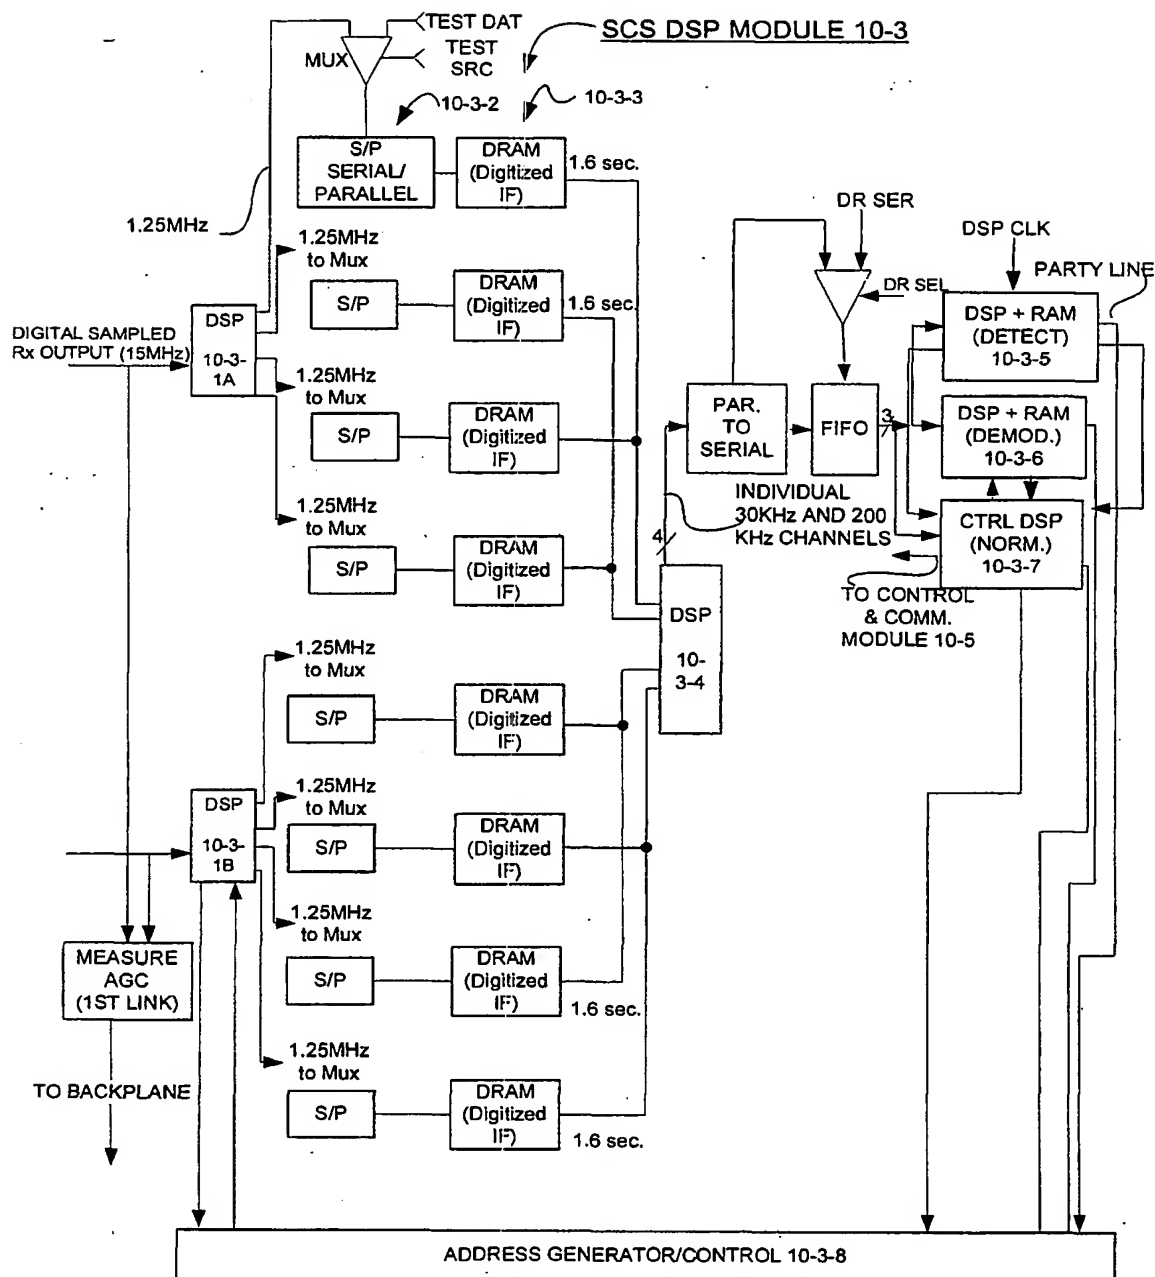 TEST DAT
SCS DSP MODULE 10-3
MUX
TEST
SRC
10-3-2
10-3-3
S/P
SERIAL/
PARALLEL
DRAM
(Digitized
IF)
1.6 sec.
1.25MHz
1.25MHz
to Mux
S/P
DRAM
(Digitized
IF)
1.6 sec.
DR SER
DSP CLK
PARTY LINE
DR SEL
DIGITAL SAMPLED
Rx OUTPUT (15MHz)
DSP
10-3-
1A
DSP + RAM
(DETECT)
10-3-5
1.25MHz
to Mux
S/P
DRAM
(Digitized
IF)
PAR.
TO
SERIAL
FIFO
3
DSP + RAM
(DEMOD.)
10-3-6
1.25MHz
to Mux
S/P
DRAM
(Digitized
IF)
INDIVIDUAL
30KHz AND 200
KHz CHANNELS
4
CTRL DSP
(NORM.)
10-3-7
TO CONTROL
& COMM.
MODULE 10-5
DSP
10-
3-4
1.25MHz
to Mux
S/P
DRAM
(Digitized
IF)
DSP
10-3-
1B
1.25MHz
to Mux
S/P
DRAM
(Digitized
IF)
1.25MHz
to Mux
S/P
DRAM
(Digitized
IF)
1.6 sec.
MEASURE
AGC
(1ST LINK)
TO BACKPLANE
1.25MHz
to Mux
S/P
DRAM
(Digitized
IF)
1.6 sec.
ADDRESS GENERATOR/CONTROL 10-3-8